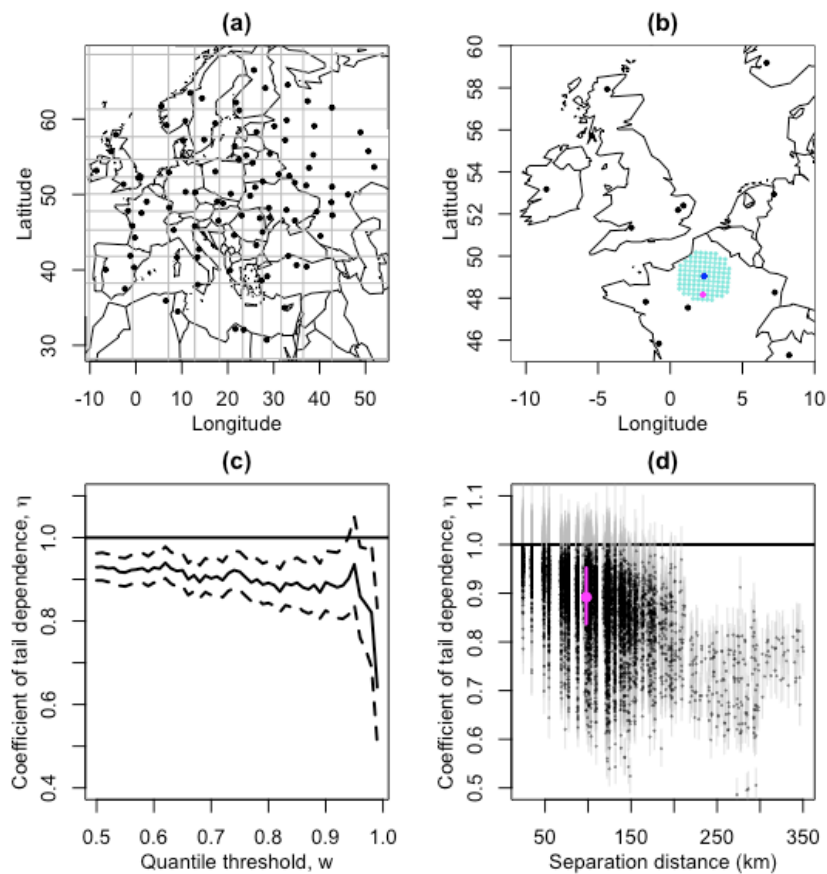 (a)
Latitude
30 40 50 60
-10 0 10 20 30 40 50
Longitude
(b)
Latitude
46 48 50 52 54 56 58 60
-10 -5 0 5 10
Longitude
(c)
Coefficient of tail dependence, η
0.4 0.6 0.8 1.0
0.5 0.6 0.7 0.8 0.9 1.0
Quantile threshold, w
(d)
Coefficient of tail dependence, η
0.5 0.6 0.7 0.8 0.9 1.0 1.1
50 100 150 200 250 300 350
Separation distance (km)